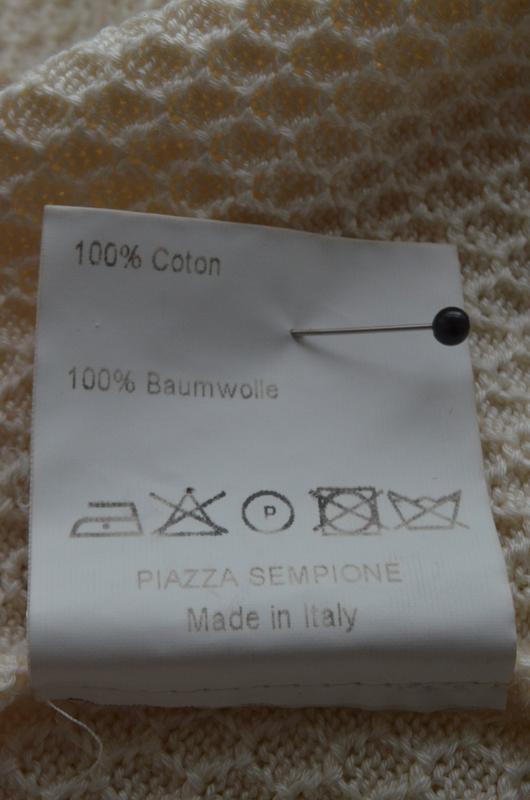 100% Coton
100% Baumwolle
P
PIAZZA SEMPIONE
Made in Italy